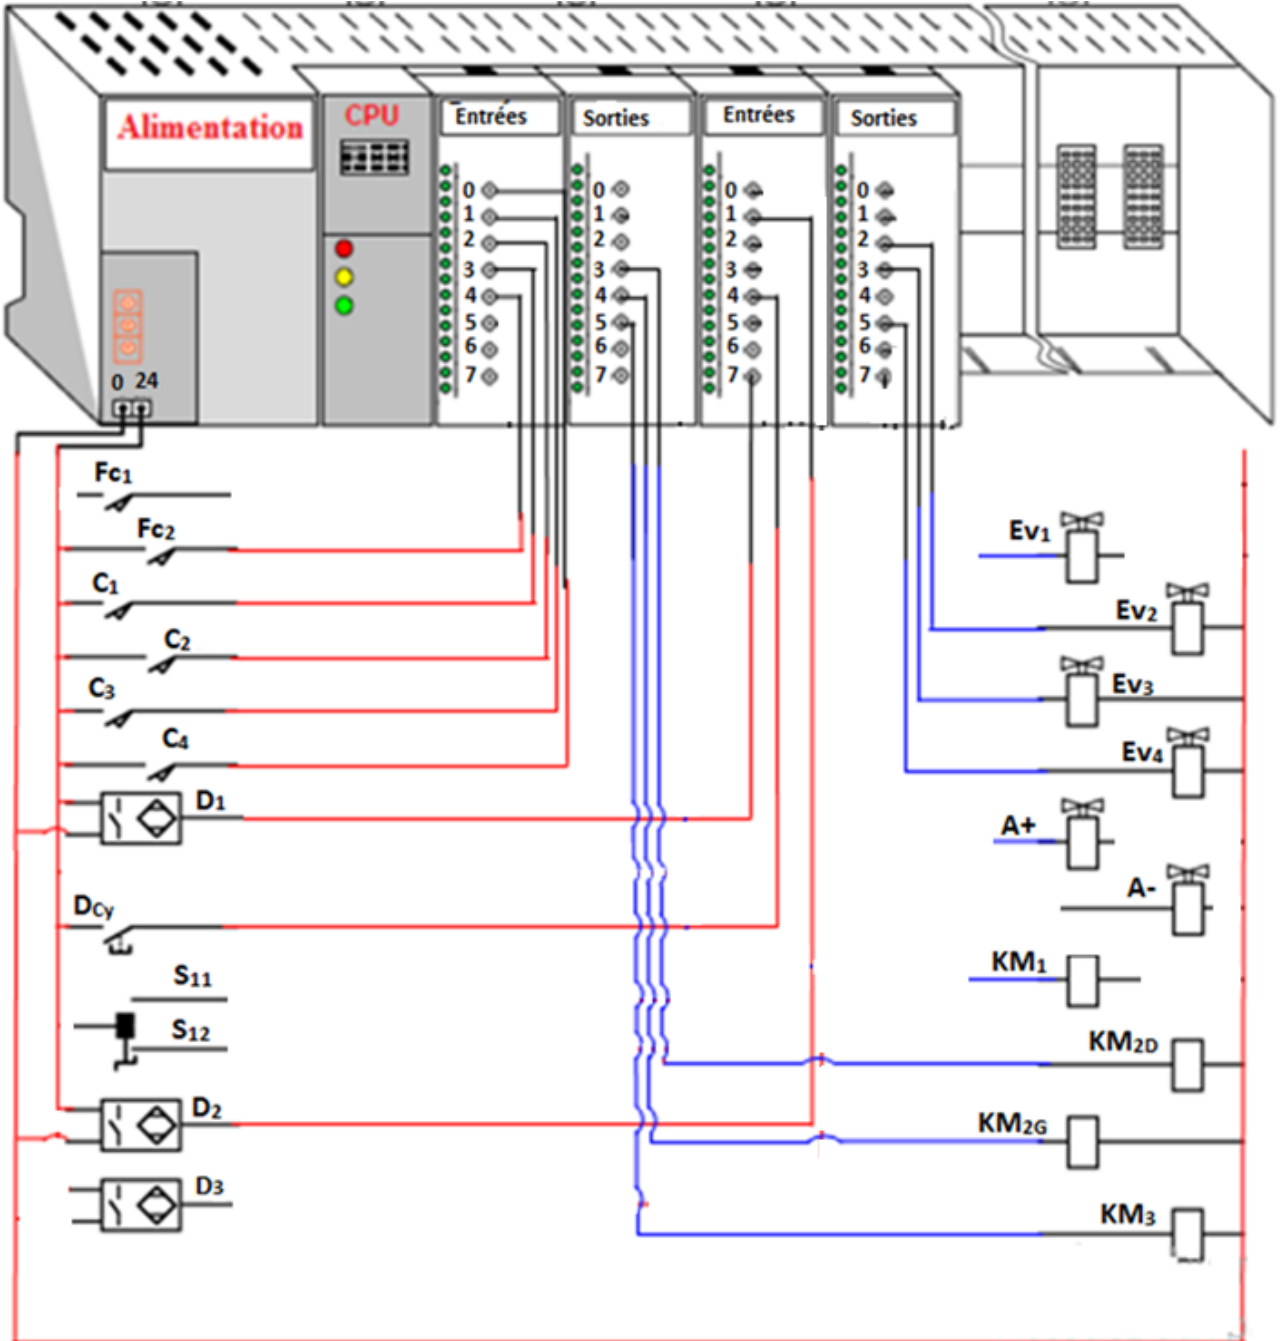 Alimentation
CPU
Entrées
Sorties
Entrées
Sorties
0 0 0 0
1 1 1 1
2 2 2 2
3 3 3 3
4 4 4 4
5 5 5 5
6 6 6 6
7 7 7 7
0 24
Fc1
Fc2
C1
C2
C3
C4
D1
DCy
S11
S12
D2
D3
Ev1
Ev2
Ev3
Ev4
A+
A-
KM1
KM2D
KM2G
KM3